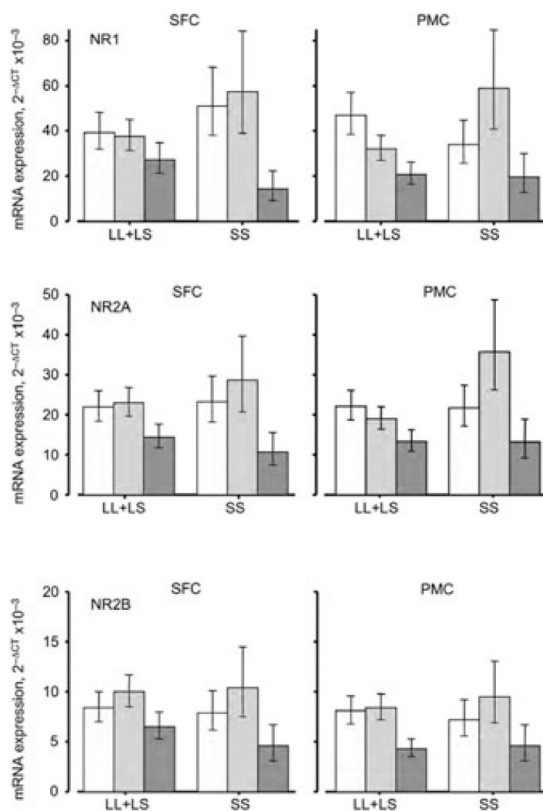 SFC PMC
NR1
mRNA expression, 2⁻ΔCT x10⁻³
80
60
40
20
0
LL+LS SS LL+LS SS
SFC PMC
NR2A
mRNA expression, 2⁻ΔCT x10⁻³
50
40
30
20
10
0
LL+LS SS LL+LS SS
SFC PMC
NR2B
mRNA expression, 2⁻ΔCT x10⁻³
20
15
10
5
0
LL+LS SS LL+LS SS